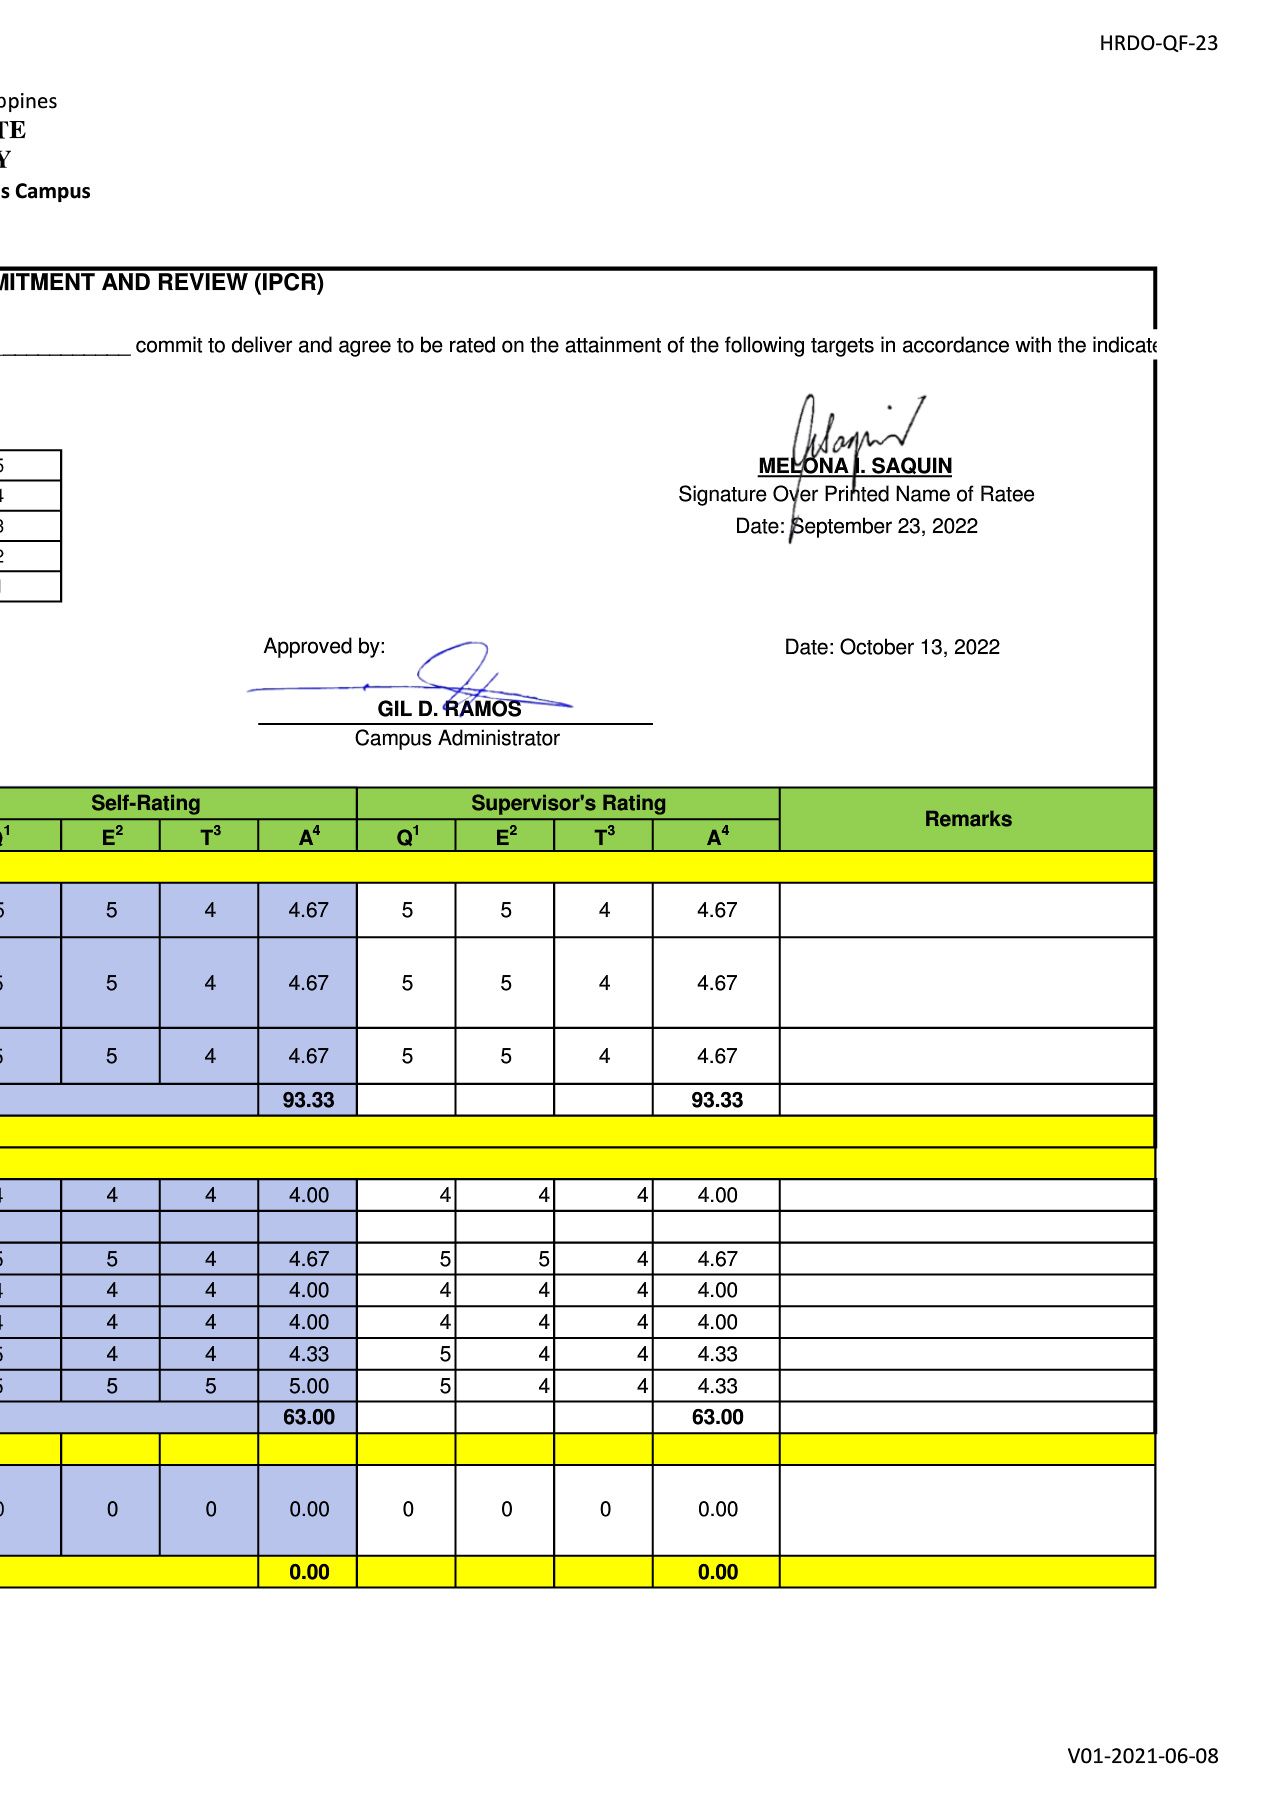 HRDO-QF-23
ppines
TE
Y
s Campus
MITMENT AND REVIEW (IPCR)
____________ commit to deliver and agree to be rated on the attainment of the following targets in accordance with the indicate
5
4
3
2
1
MELONA I. SAQUIN
Signature Over Printed Name of Ratee
Date: September 23, 2022
Approved by:
Date: October 13, 2022
GIL D. RAMOS
Campus Administrator
Self-Rating Supervisor's Rating Remarks
Q¹ E² T³ A⁴ Q¹ E² T³ A⁴
5 5 4 4.67 5 5 4 4.67
5 5 4 4.67 5 5 4 4.67
5 5 4 4.67 5 5 4 4.67
93.33 93.33
4 4 4 4.00 4 4 4 4.00
5 5 4 4.67 5 5 4 4.67
4 4 4 4.00 4 4 4 4.00
4 4 4 4.00 4 4 4 4.00
5 4 4 4.33 5 4 4 4.33
5 5 5 5.00 5 4 4 4.33
63.00 63.00
0 0 0 0.00 0 0 0 0.00
0.00 0.00
V01-2021-06-08